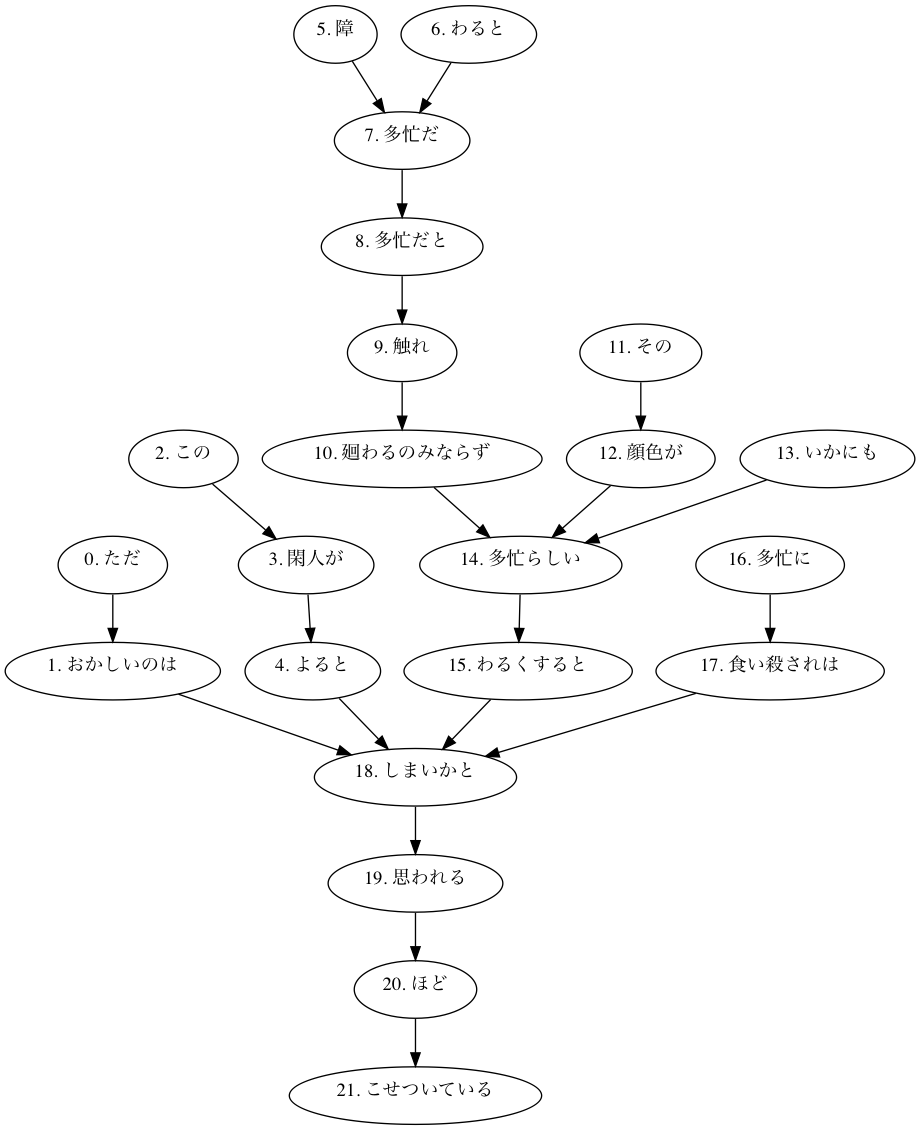 5. 障
6. わると
7. 多忙だ
8. 多忙だと
9. 触れ
11. その
2. この
10. 廻わるのみならず
12. 顔色が
13. いかにも
0. ただ
3. 閑人が
14. 多忙らしい
16. 多忙に
1. おかしいのは
4. よると
15. わるくすると
17. 食い殺されは
18. しまいかと
19. 思われる
20. ほど
21. こせついている